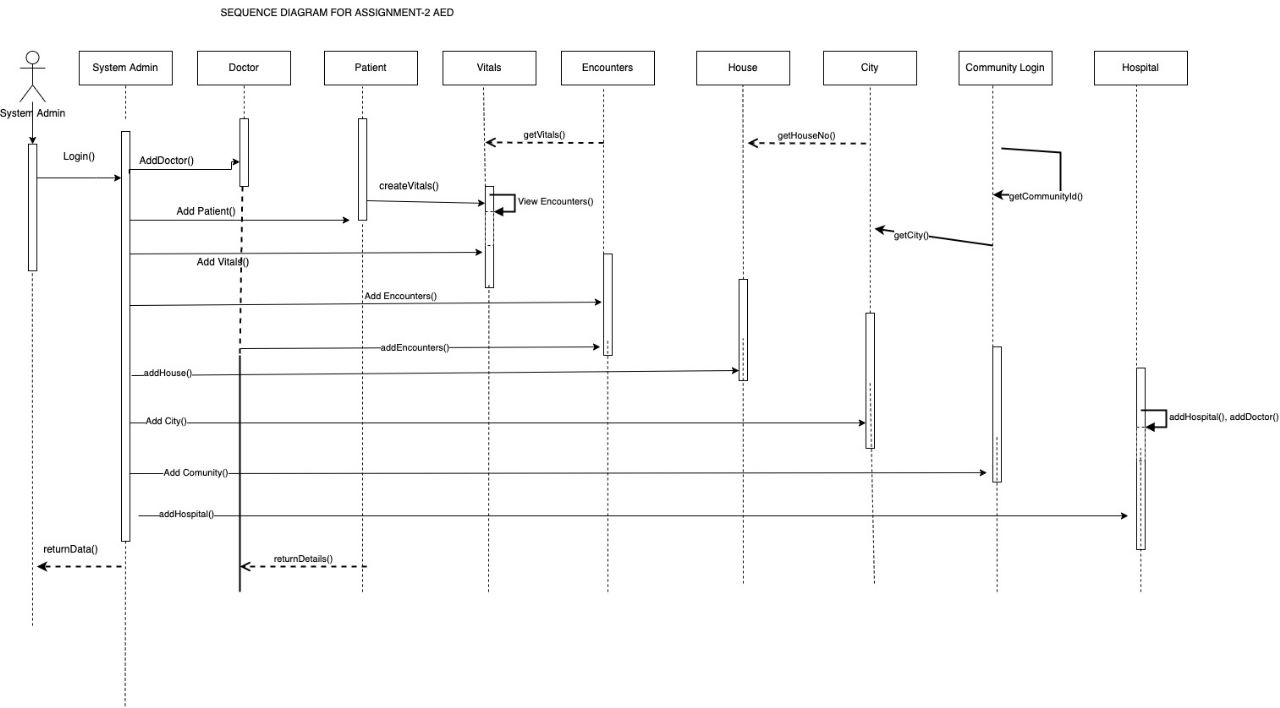 SEQUENCE DIAGRAM FOR ASSIGNMENT-2 AED
System Admin
Doctor
Patient
Vitals
Encounters
House
City
Community Login
Hospital
System Admin
getVitals()
getHouseNo()
Login()
AddDoctor()
createVitals()
View Encounters()
getCommunityId()
Add Patient()
getCity()
Add Vitals()
Add Encounters()
addEncounters()
addHouse()
addHospital(), addDoctor()
Add City()
Add Comunity()
addHospital()
returnData()
returnDetails()